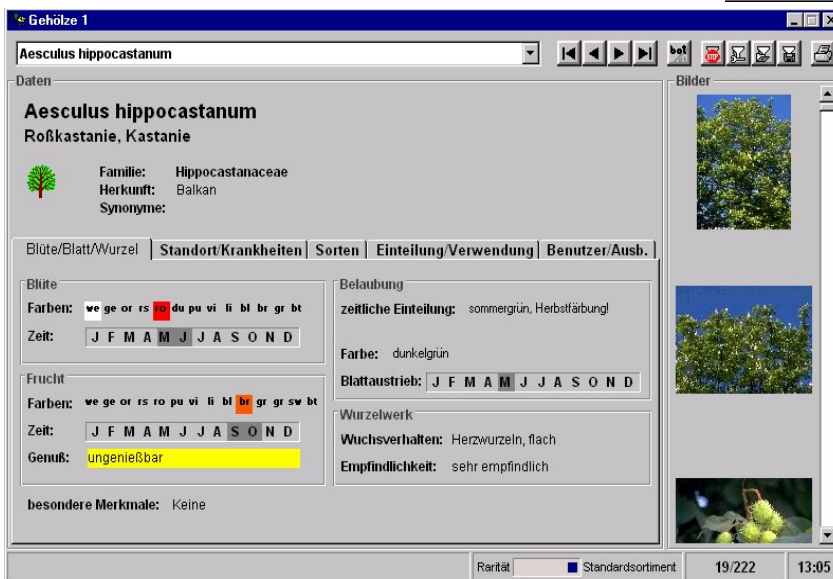 Gehölze 1
Aesculus hippocastanum
bot
STOP
Daten
Bilder
Aesculus hippocastanum
Roßkastanie, Kastanie
Familie: Hippocastanaceae
Herkunft: Balkan
Synonyme:
Blüte/Blatt/Wurzel Standort/Krankheiten Sorten Einteilung/Verwendung Benutzer/Ausb.
Blüte
Farben: we ge or rs ro du pu vi li bl br gr bt
Zeit: J F M A M J J A S O N D
Frucht
Farben: we ge or rs ro pu vi li bl br gr gr sw bt
Zeit: J F M A M J J A S O N D
Genuß: ungenießbar
besondere Merkmale: Keine
Belaubung
zeitliche Einteilung: sommergrün, Herbstfärbung!
Farbe: dunkelgrün
Blattaustrieb: J F M A M J J A S O N D
Wurzelwerk
Wuchsverhalten: Herzwurzeln, flach
Empfindlichkeit: sehr empfindlich
Rarität Standardsortiment 19/222 13:05